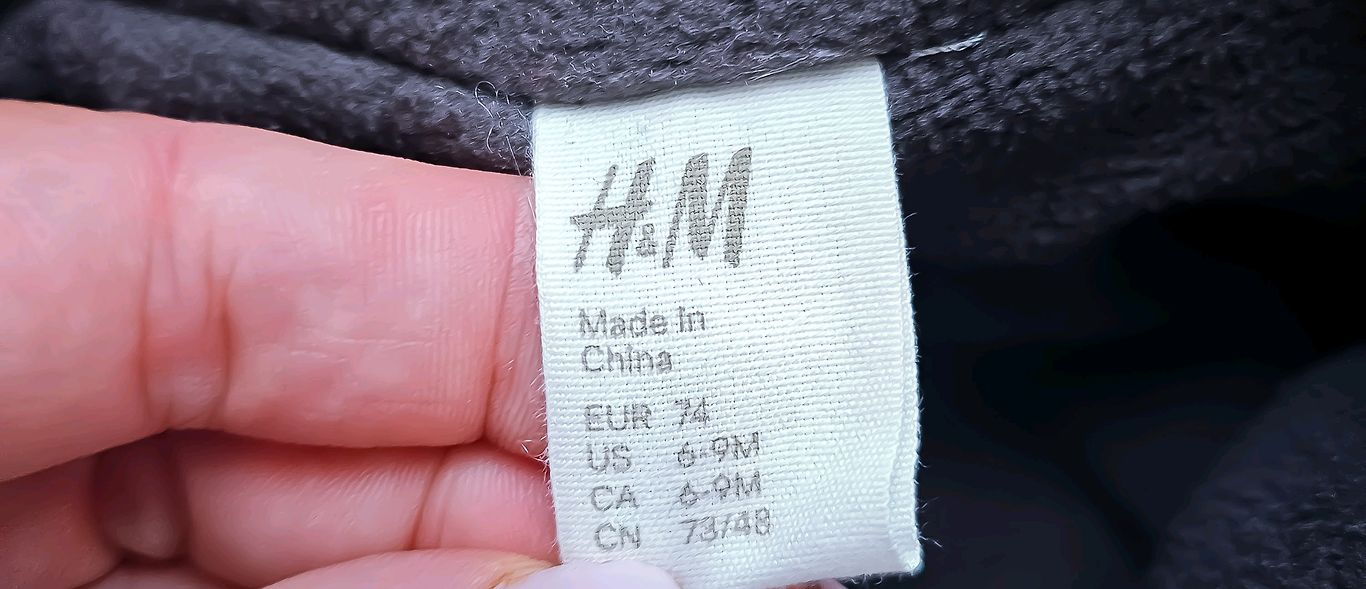 H&M
Made in
China
EUR 74
US 6-9M
CA 6-9M
CN 73/48